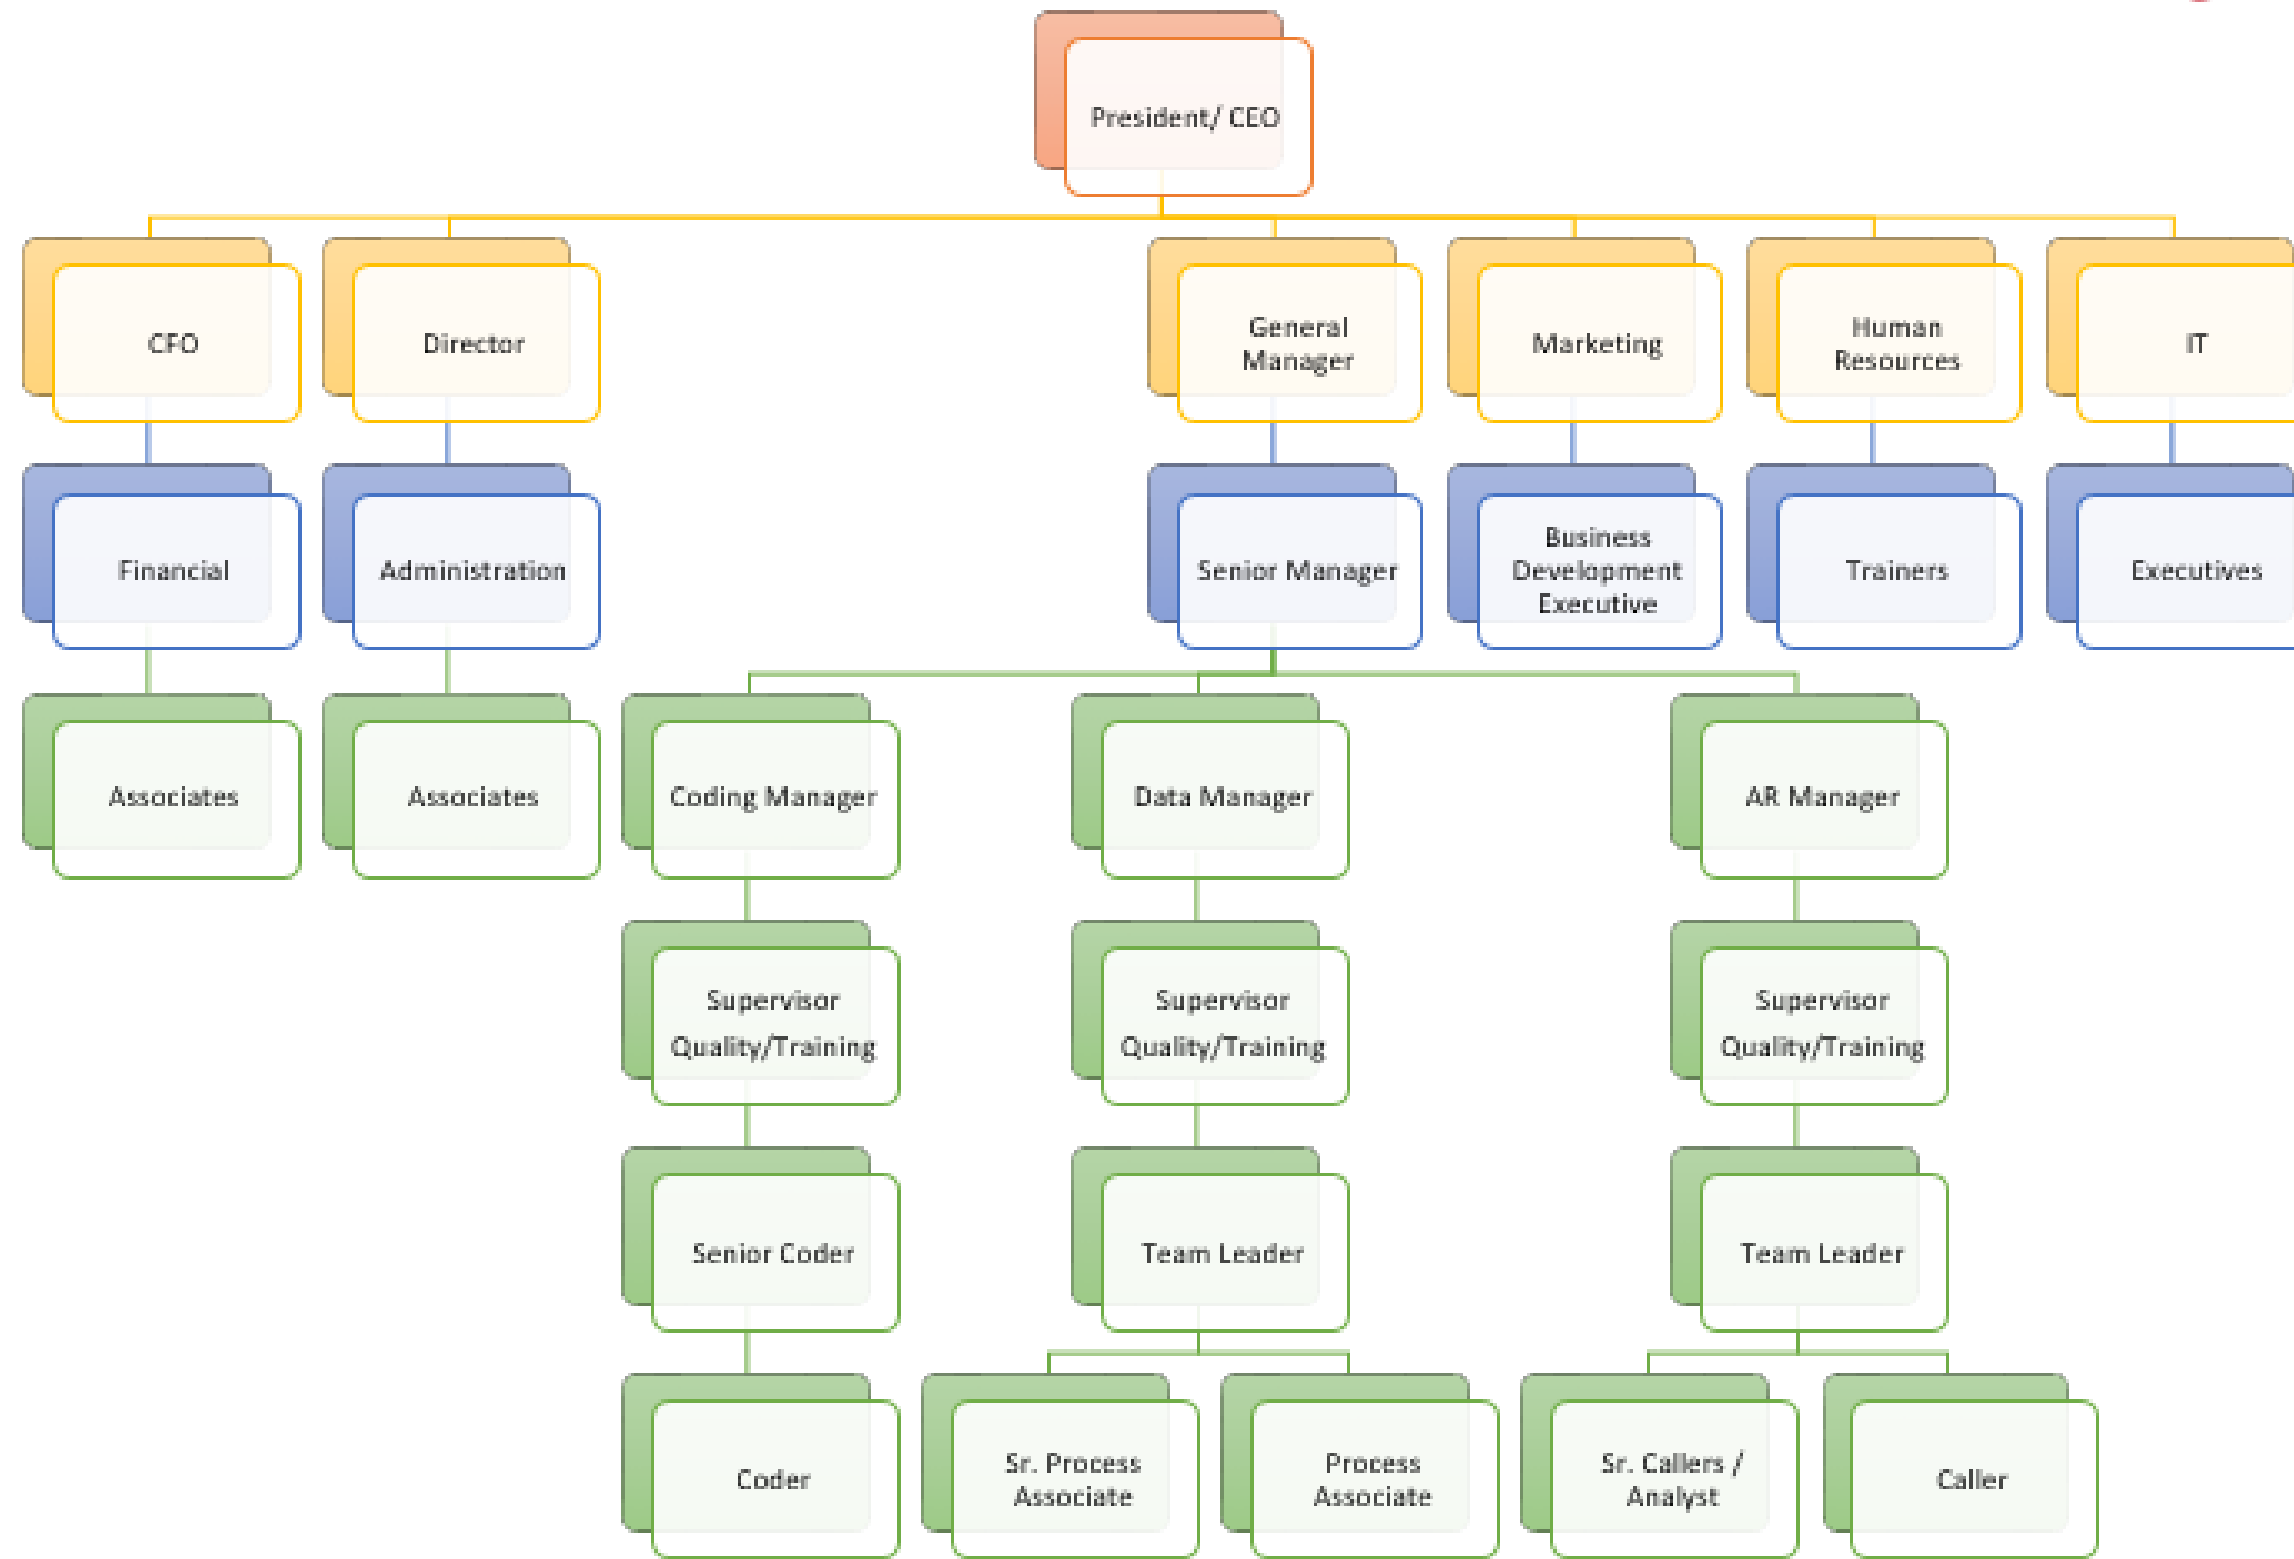 President/ CEO
CFO
Director
General
Manager
Marketing
Human
Resources
IT
Financial
Administration
Senior Manager
Business
Development
Executive
Trainers
Executives
Associates
Associates
Coding Manager
Data Manager
AR Manager
Supervisor
Quality/Training
Supervisor
Quality/Training
Supervisor
Quality/Training
Senior Coder
Team Leader
Team Leader
Coder
Sr. Process
Associate
Process
Associate
Sr. Callers /
Analyst
Caller